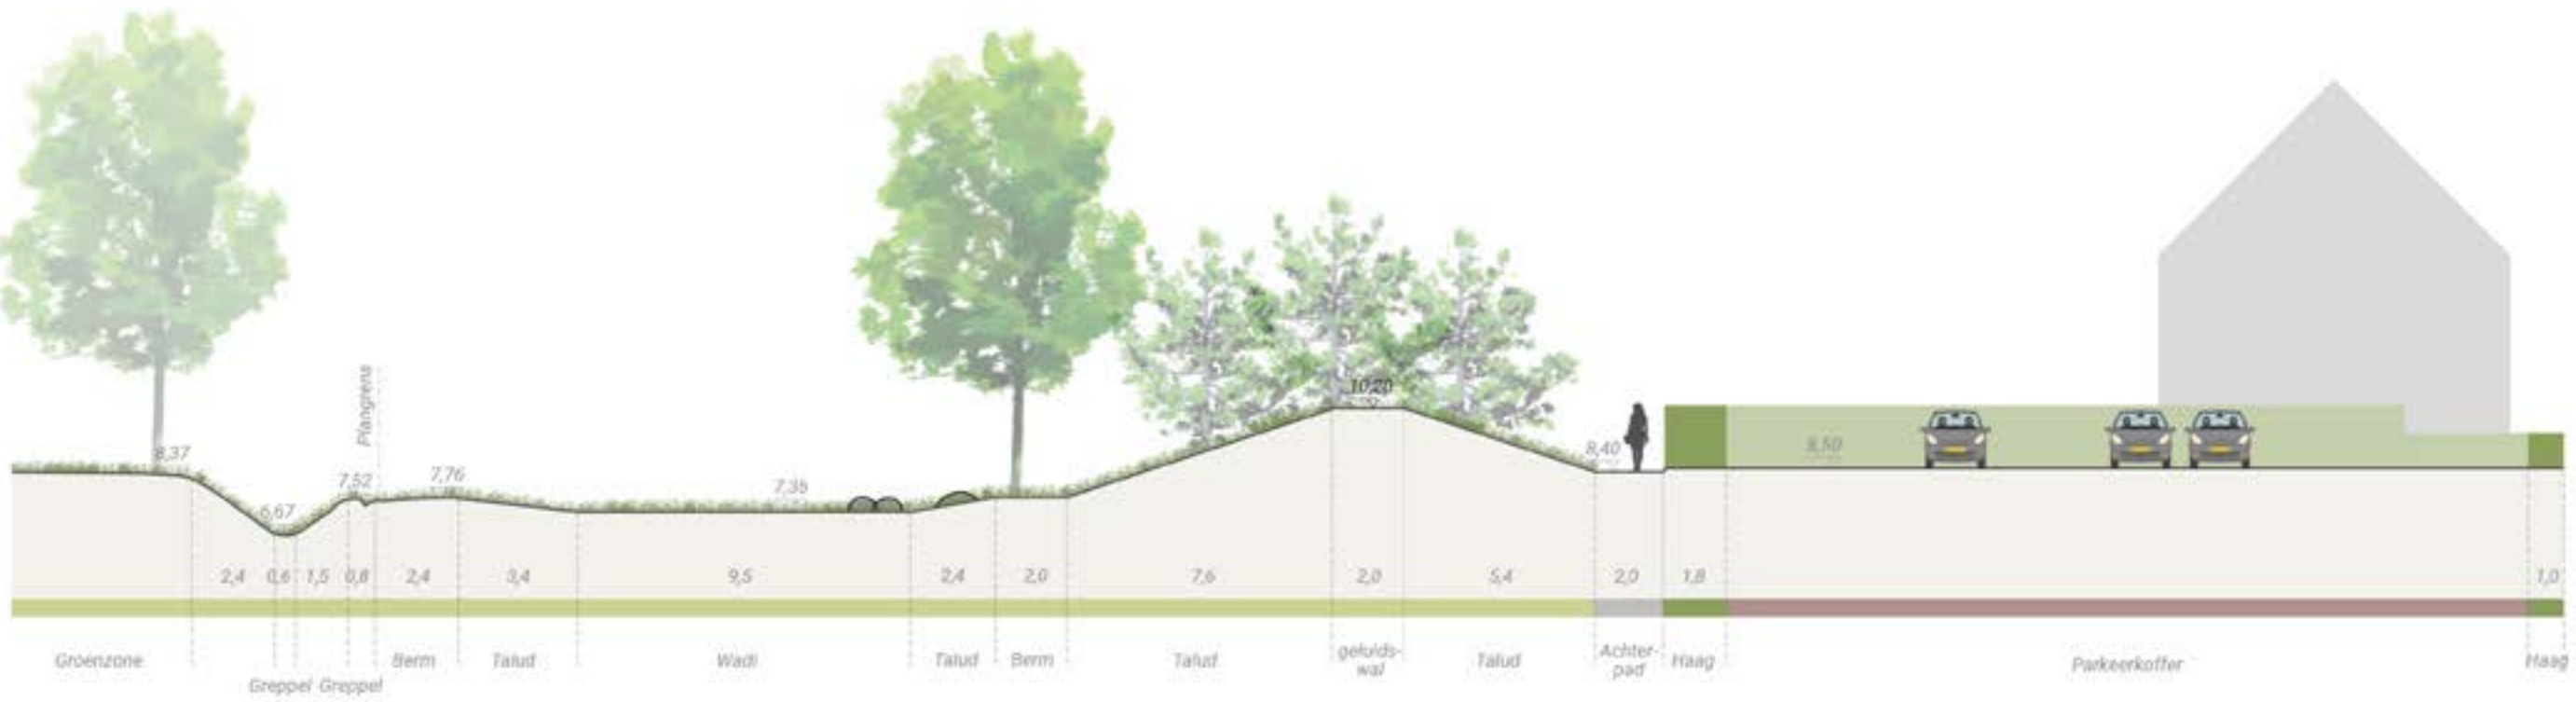 Plangrens
10,20
8,37
8,40
8,50
7,52
7,76
7,35
6,67
2,4 0,6 1,5 0,8 2,4 3,4 9,5 2,4 2,0 7,6 2,0 5,4 2,0 1,8 1,0
Groenzone Berm Talud Wadi Talud Berm Talud geluids- Talud Achter- Haag Parkeerkoffer Haag
wal pad
Greppel Greppel